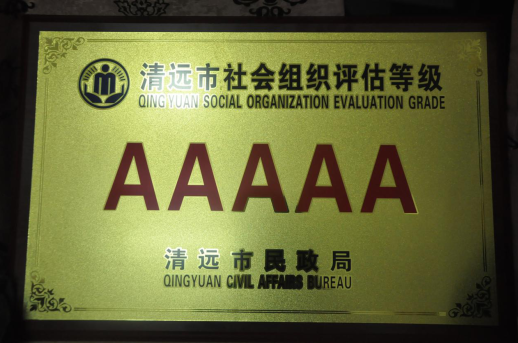 清远市社会组织评估等级
QINGYUAN SOCIAL ORGANIZATION EVALUATION GRADE
AAAAA
清远市民政局
QINGYUAN CIVIL AFFAIRS BUREAU